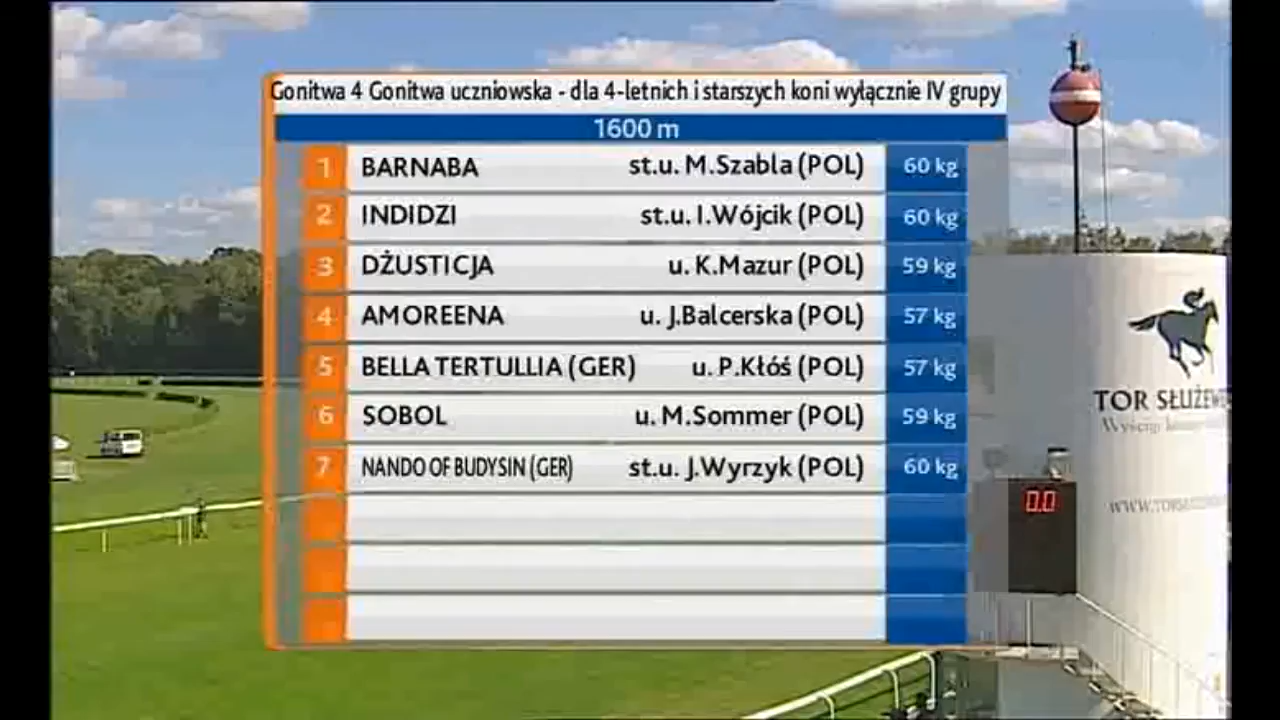 Gonitwa 4 Gonitwa uczniowska - dla 4-letnich i starszych koni wyłącznie IV grupy
1600 m
1 BARNABA st.u. M.Szabla (POL) 60 kg
2 INDIDZI st.u. I.Wójcik (POL) 60 kg
3 DŻUSTICJA u. K.Mazur (POL) 59 kg
4 AMOREENA u. J.Balcerska (POL) 57 kg
5 BELLA TERTULLIA (GER) u. P.Kłóś (POL) 57 kg
6 SOBOL u. M.Sommer (POL) 59 kg
7 NANDO OF BUDYSIN (GER) st.u. J.Wyrzyk (POL) 60 kg
TOR SŁUŻEW
Wyścigi
0.0